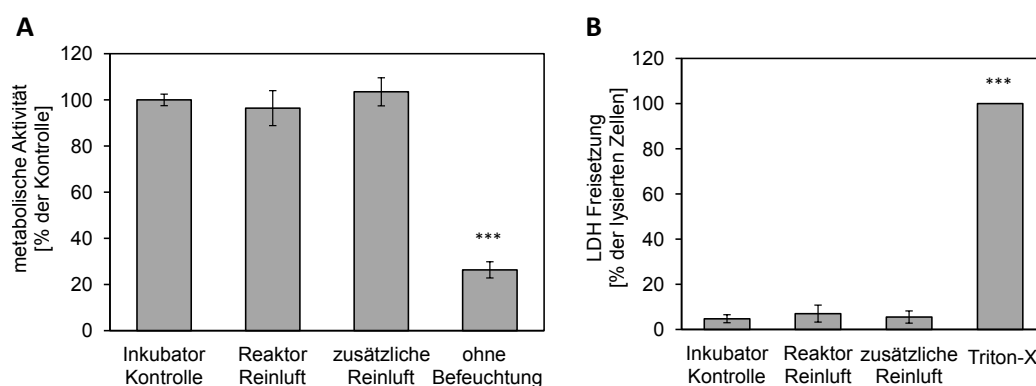 A
metabolische Aktivität
[% der Kontrolle]
120
100
80
60
40
20
0
***
Inkubator Kontrolle
Reaktor Reinluft
zusätzliche Reinluft
ohne Befeuchtung
B
LDH Freisetzung
[% der lysierten Zellen]
120
100
80
60
40
20
0
***
Inkubator Kontrolle
Reaktor Reinluft
zusätzliche Reinluft
Triton-X